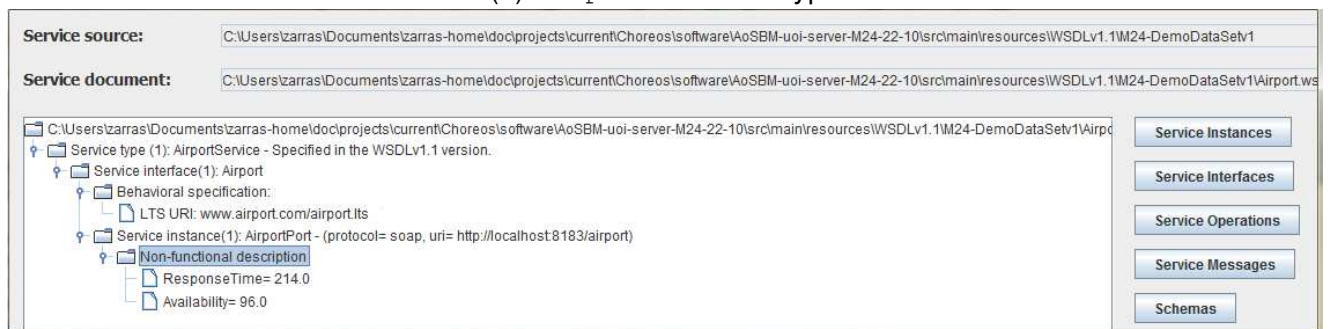 Service source: C:\Users\zarras\Documents\zarras-home\doc\projects\current\Choreos\software\AoSBM-uoi-server-M24-22-10\src\main\resources\WSDLv1.1\M24-DemoDataSetv1
Service document: C:\Users\zarras\Documents\zarras-home\doc\projects\current\Choreos\software\AoSBM-uoi-server-M24-22-10\src\main\resources\WSDLv1.1\M24-DemoDataSetv1\Airport.ws
C:\Users\zarras\Documents\zarras-home\doc\projects\current\Choreos\software\AoSBM-uoi-server-M24-22-10\src\main\resources\WSDLv1.1\M24-DemoDataSetv1\Airpo
Service Instances
Service type (1): AirportService - Specified in the WSDLv1.1 version.
Service interface(1): Airport
Service Interfaces
Behavioral specification:
LTS URI: www.airport.com/airport.lts
Service Operations
Service instance(1): AirportPort - (protocol= soap, uri= http://localhost:8183/airport)
Non-functional description
Service Messages
ResponseTime= 214.0
Availability= 96.0
Schemas